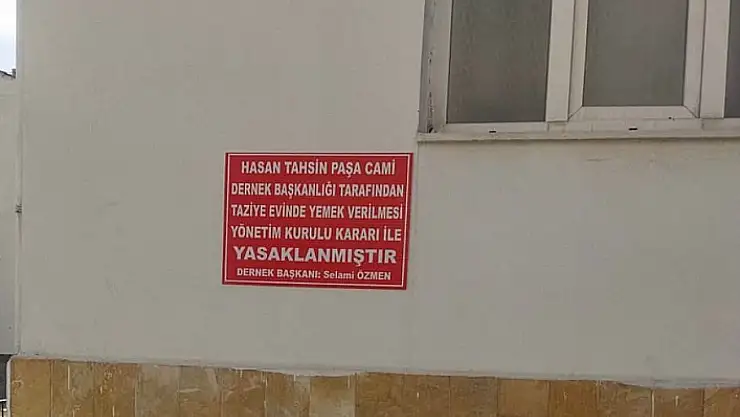 HASAN TAHSİN PAŞA CAMİ
DERNEK BAŞKANLIĞI TARAFINDAN
TAZİYE EVİNDE YEMEK VERİLMESİ
YÖNETİM KURULU KARARI İLE
YASAKLANMIŞTIR
DERNEK BAŞKANI: Selami ÖZMEN